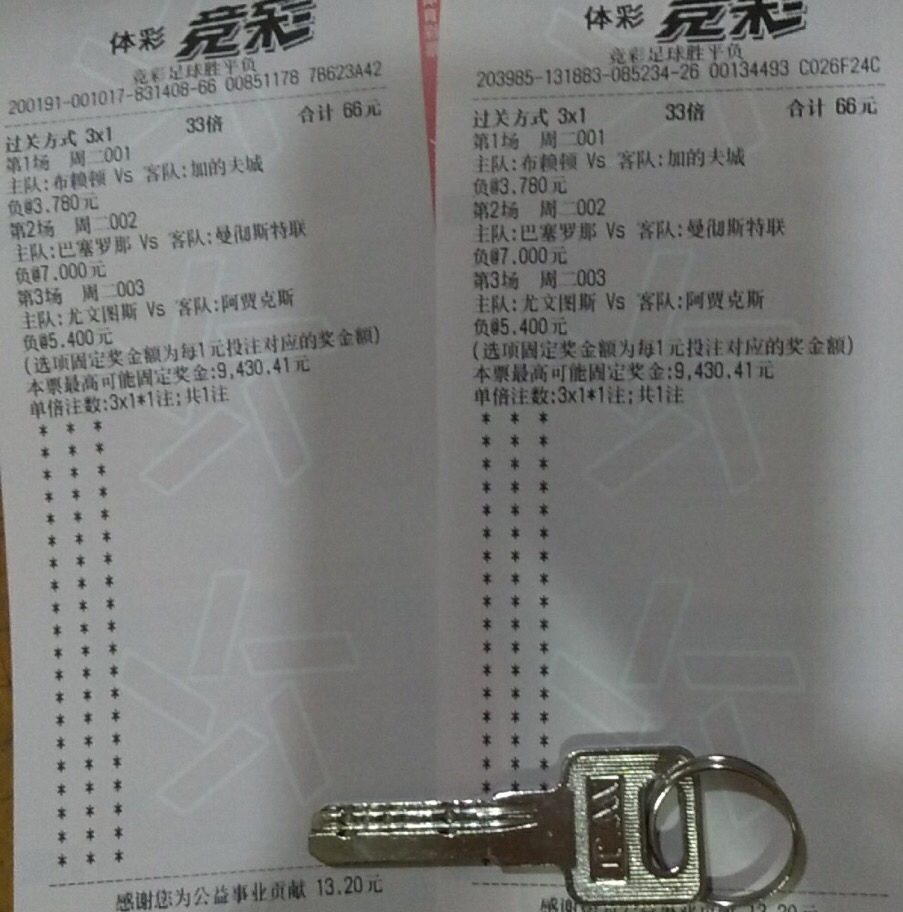 体彩 竞彩
竞彩足球胜平负
200191-001017-831408-66 00851178 7B623A42
过关方式 3x1 33倍 合计 66元
第1场 周二001
主队:布赖顿 Vs 客队:加的夫城
负@3.780元
第2场 周二002
主队:巴塞罗那 Vs 客队:曼彻斯特联
负@7.000元
第3场 周二003
主队:尤文图斯 Vs 客队:阿贾克斯
负@5.400元
(选项固定奖金额为每1元投注对应的奖金额)
本票最高可能固定奖金:9,430.41元
单倍注数:3x1*1注;共1注
感谢您为公益事业贡献 13.20元
体彩 竞彩
竞彩足球胜平负
203985-131883-085234-26 00134493 C026F24C
过关方式 3x1 33倍 合计 66元
第1场 周二001
主队:布赖顿 Vs 客队:加的夫城
负@3.780元
第2场 周二002
主队:巴塞罗那 Vs 客队:曼彻斯特联
负@7.000元
第3场 周二003
主队:尤文图斯 Vs 客队:阿贾克斯
负@5.400元
(选项固定奖金额为每1元投注对应的奖金额)
本票最高可能固定奖金:9,430.41元
单倍注数:3x1*1注;共1注